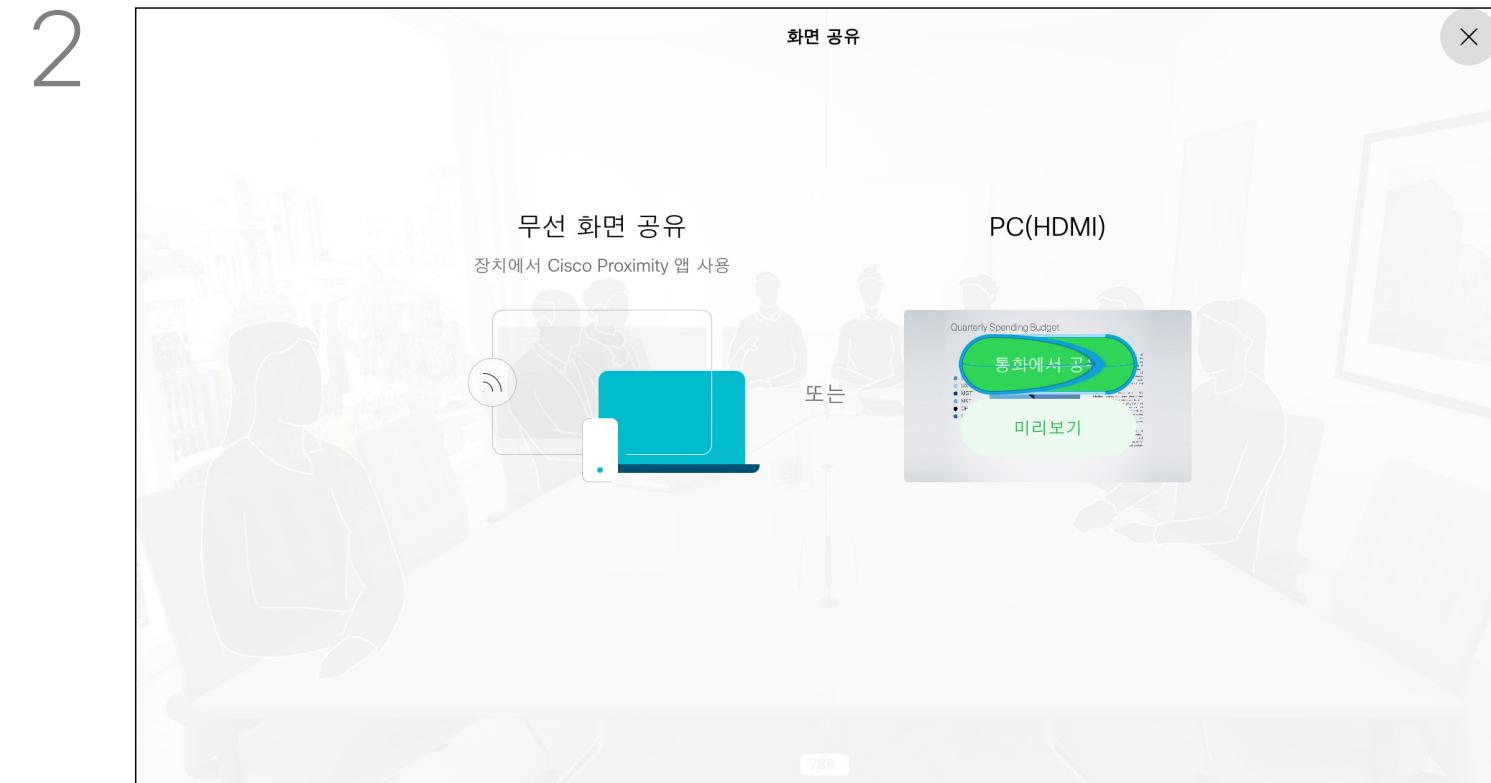 2
화면 공유
무선 화면 공유
장치에서 Cisco Proximity 앱 사용
또는
PC(HDMI)
Quarterly Spending Budget
통화에서
미리보기
789